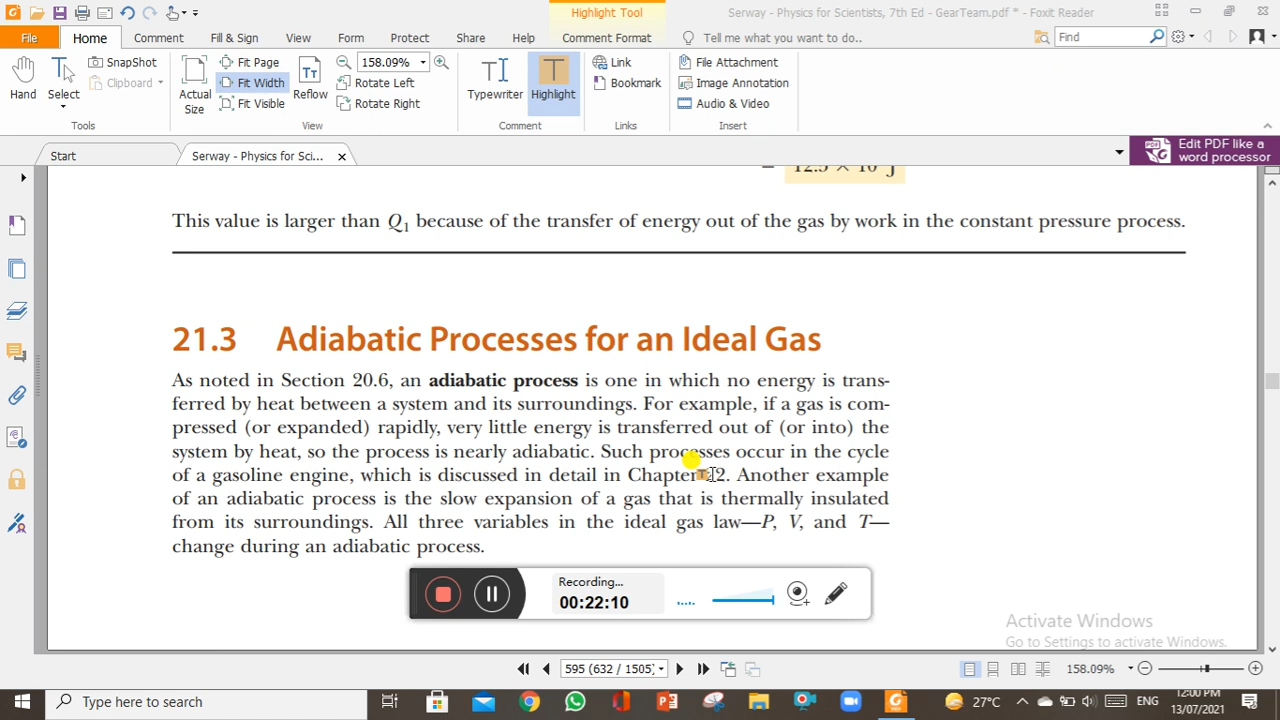 Highlight Tool
Serway - Physics for Scientists, 7th Ed - GearTeam.pdf * - Foxit Reader
File
Home
Comment
Fill & Sign
View
Form
Protect
Share
Help
Comment Format
Tell me what you want to do..
Find
Hand
Select
SnapShot
Clipboard
Actual Size
Fit Page
Fit Width
Fit Visible
Reflow
158.09%
Rotate Left
Rotate Right
Typewriter
Highlight
Link
Bookmark
File Attachment
Image Annotation
Audio & Video
Tools
View
Comment
Links
Insert
Start
Serway - Physics for Sci...
Edit PDF like a
word processor
This value is larger than Q1 because of the transfer of energy out of the gas by work in the constant pressure process.
21.3 Adiabatic Processes for an Ideal Gas
As noted in Section 20.6, an adiabatic process is one in which no energy is trans-
ferred by heat between a system and its surroundings. For example, if a gas is com-
pressed (or expanded) rapidly, very little energy is transferred out of (or into) the
system by heat, so the process is nearly adiabatic. Such processes occur in the cycle
of a gasoline engine, which is discussed in detail in Chapter 22. Another example
of an adiabatic process is the slow expansion of a gas that is thermally insulated
from its surroundings. All three variables in the ideal gas law—P, V, and T—
change during an adiabatic process.
Recording...
00:22:10
Activate Windows
Go to Settings to activate Windows.
595 (632 / 1505)
158.09%
Type here to search
27°C
ENG
12:00 PM
13/07/2021